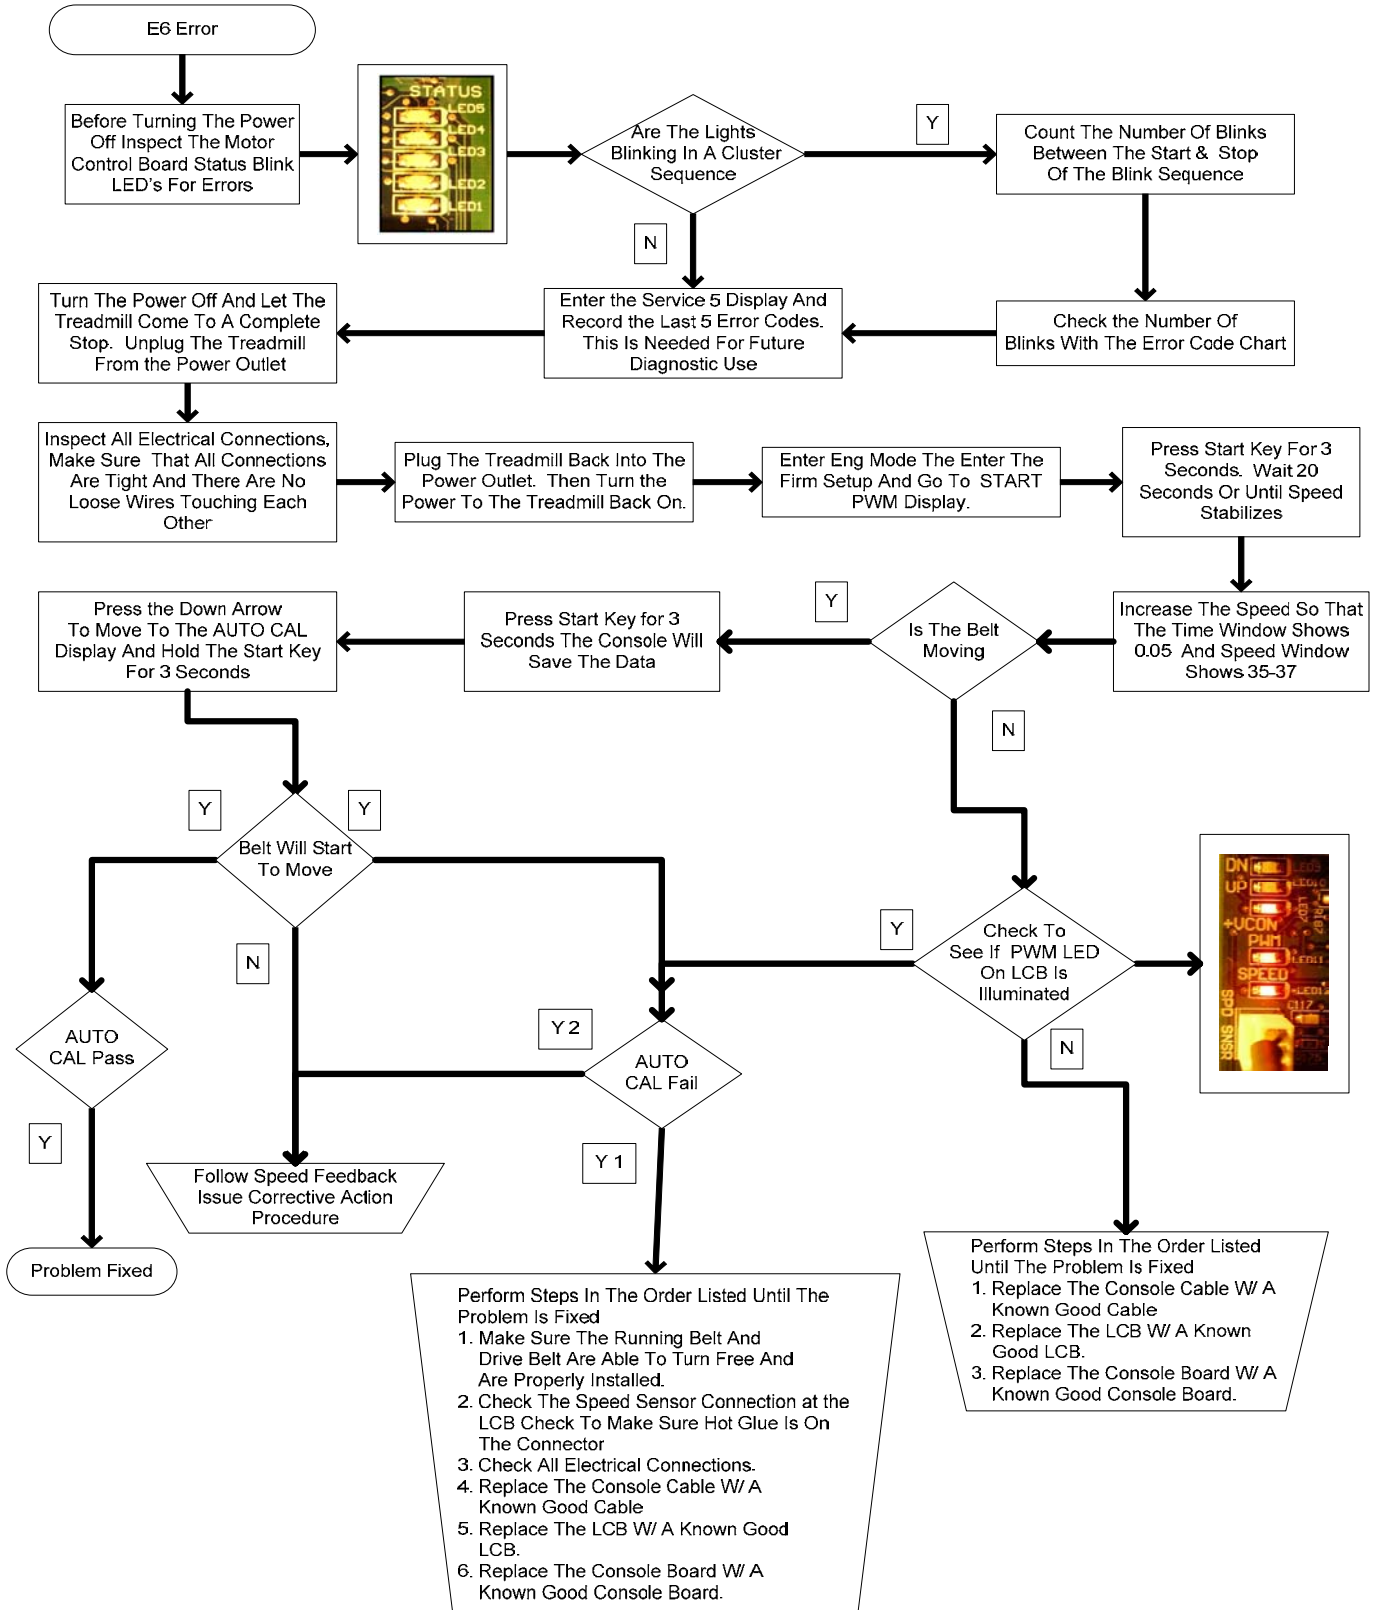 E6 Error
Before Turning The Power
Off Inspect The Motor
Control Board Status Blink
LED's For Errors
STATUS
LED5
LED4
LED3
LED2
LED1
Are The Lights
Blinking In A Cluster
Sequence
Y
N
Count The Number Of Blinks
Between The Start & Stop
Of The Blink Sequence
Check the Number Of
Blinks With The Error Code Chart
Enter the Service 5 Display And
Record the Last 5 Error Codes.
This Is Needed For Future
Diagnostic Use
Turn The Power Off And Let The
Treadmill Come To A Complete
Stop. Unplug The Treadmill
From the Power Outlet
Inspect All Electrical Connections,
Make Sure That All Connections
Are Tight And There Are No
Loose Wires Touching Each
Other
Plug The Treadmill Back Into The
Power Outlet. Then Turn the
Power To The Treadmill Back On.
Enter Eng Mode The Enter The
Firm Setup And Go To START
PWM Display.
Press Start Key For 3
Seconds. Wait 20
Seconds Or Until Speed
Stabilizes
Increase The Speed So That
The Time Window Shows
0.05 And Speed Window
Shows 35-37
Is The Belt
Moving
Y
N
Press Start Key for 3
Seconds The Console Will
Save The Data
Press the Down Arrow
To Move To The AUTO CAL
Display And Hold The Start Key
For 3 Seconds
Belt Will Start
To Move
Y
Y
N
Check To
See If PWM LED
On LCB Is
Illuminated
Y
N
DN
UP
+VCON
PWM
SPEED
SPD SNSR
LED11
C117
AUTO
CAL Pass
Y
Problem Fixed
AUTO
CAL Fail
Y 2
Y 1
Follow Speed Feedback
Issue Corrective Action
Procedure
Perform Steps In The Order Listed Until The
Problem Is Fixed
1. Make Sure The Running Belt And
Drive Belt Are Able To Turn Free And
Are Properly Installed.
2. Check The Speed Sensor Connection at the
LCB Check To Make Sure Hot Glue Is On
The Connector
3. Check All Electrical Connections.
4. Replace The Console Cable W/ A
Known Good Cable
5. Replace The LCB W/ A Known Good
LCB.
6. Replace The Console Board W/ A
Known Good Console Board.
Perform Steps In The Order Listed
Until The Problem Is Fixed
1. Replace The Console Cable W/ A
Known Good Cable
2. Replace The LCB W/ A Known
Good LCB.
3. Replace The Console Board W/ A
Known Good Console Board.